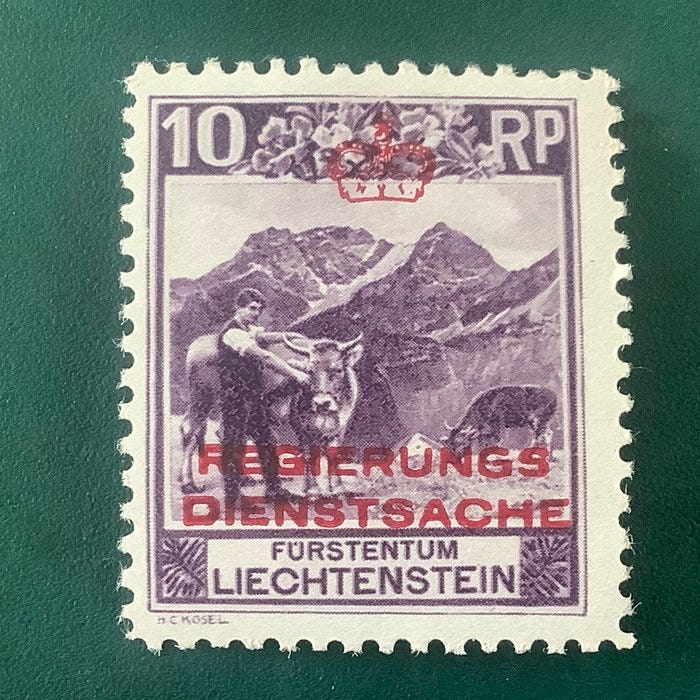 10 RP
REGIERUNGS
DIENSTSACHE
FÜRSTENTUM
LIECHTENSTEIN
H.C KOSEL